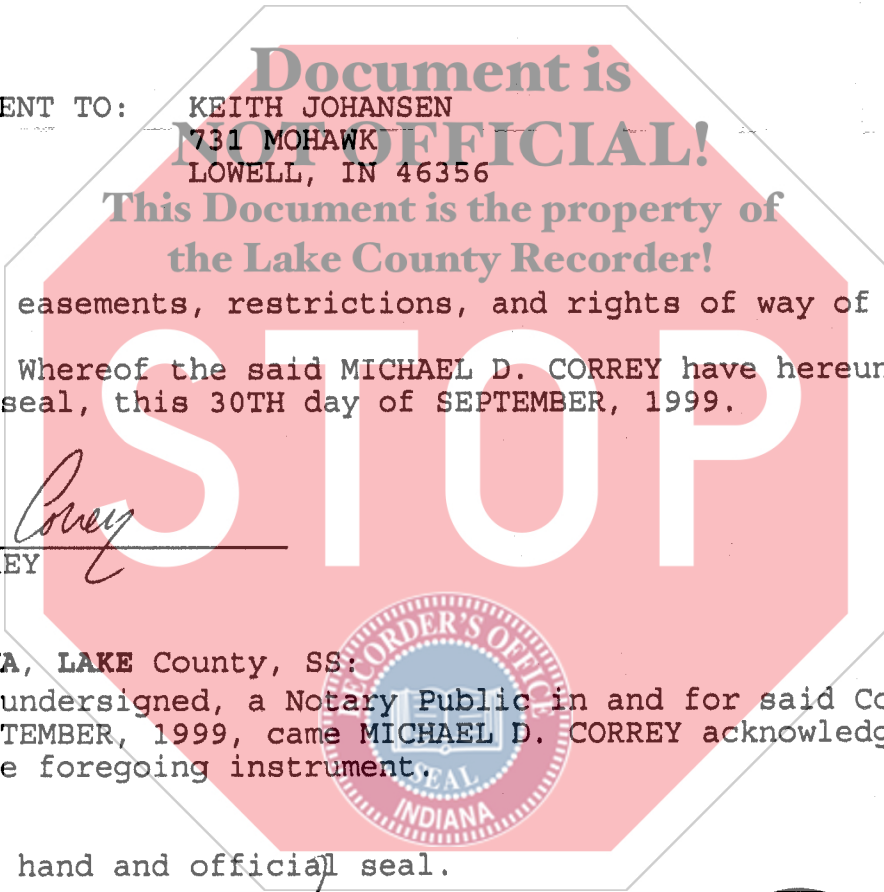 Document is
ENT TO: KEITH JOHANSEN
731 MOHAWK
NOT OFFICIAL!
LOWELL, IN 46356
This Document is the property of
the Lake County Recorder!
easements, restrictions, and rights of way of
Whereof the said MICHAEL D. CORREY have hereun
seal, this 30TH day of SEPTEMBER, 1999.
STOP
Correy
EY
A, LAKE County, SS:
undersigned, a Notary Public in and for said Co
TEMBER, 1999, came MICHAEL D. CORREY acknowledg
e foregoing instrument.
RECORDER'S OFFICE
SEAL
INDIANA
hand and official seal.